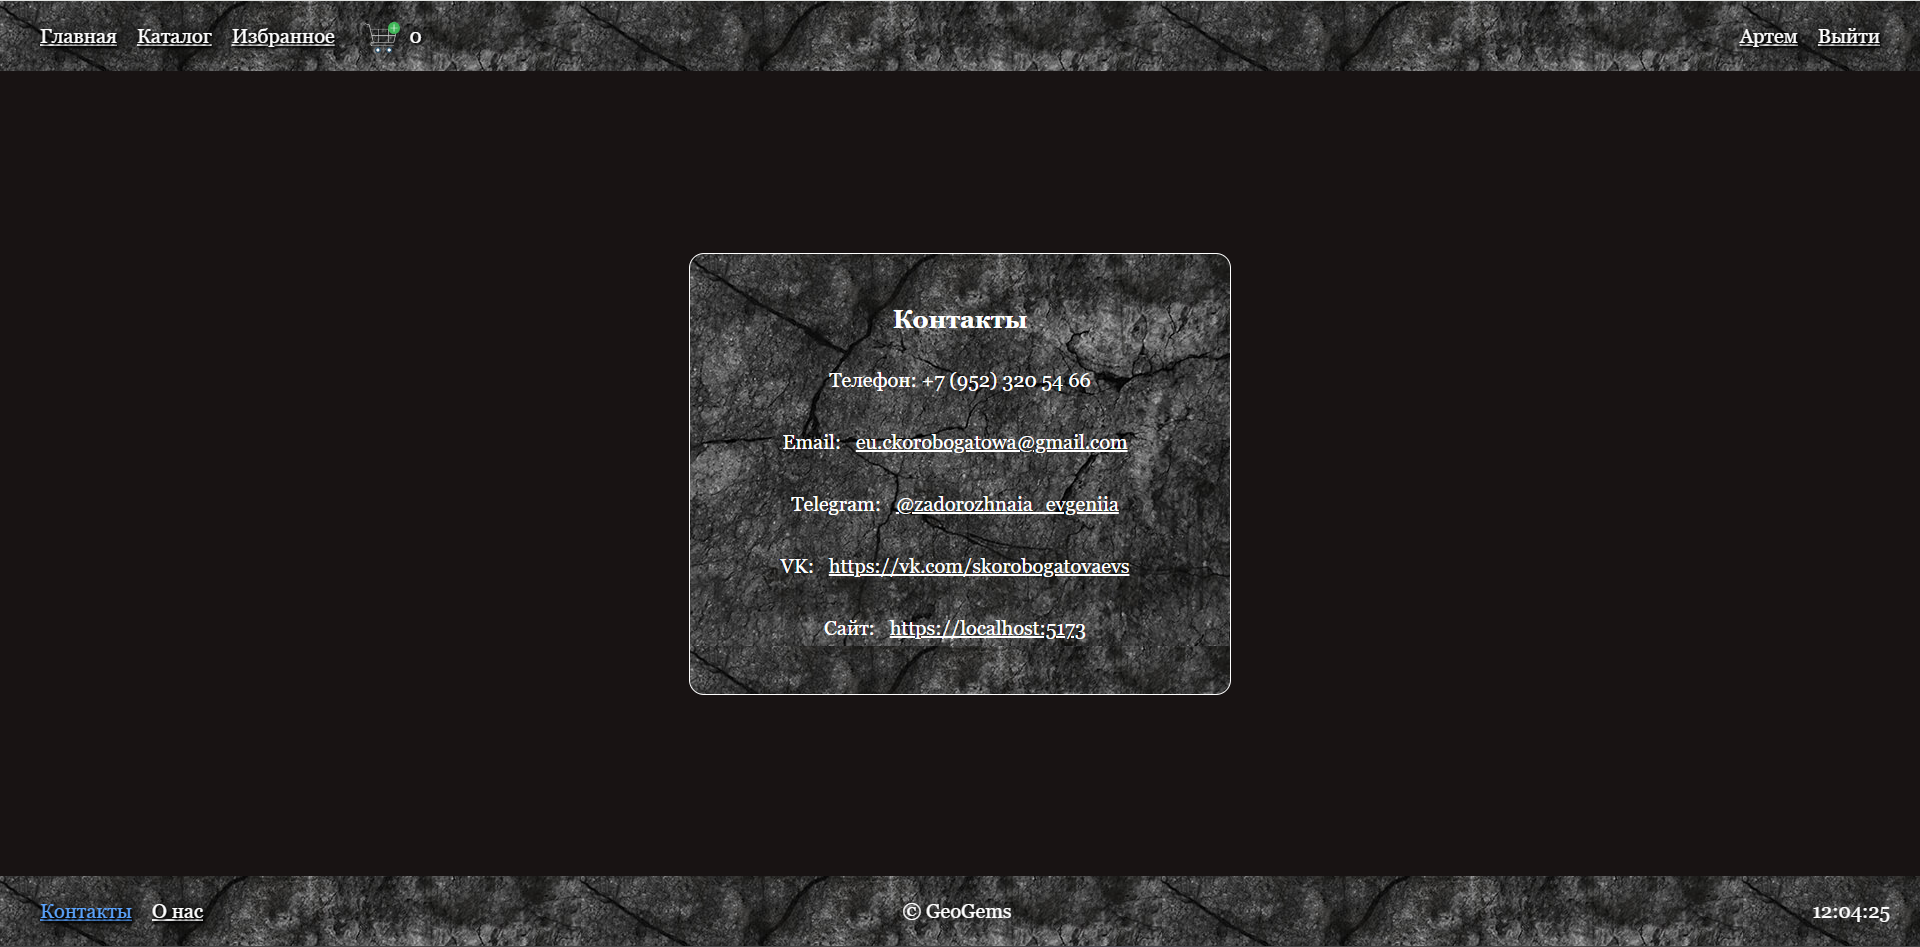 Главная Каталог Избранное 0 Артем Выйти
Контакты
Телефон: +7 (952) 320 54 66
Email: eu.ckorobogatowa@gmail.com
Telegram: @zadorozhnaia_evgeniia
VK: https://vk.com/skorobogatovaevs
Сайт: https://localhost:5173
Контакты О нас © GeoGems 12:04:25